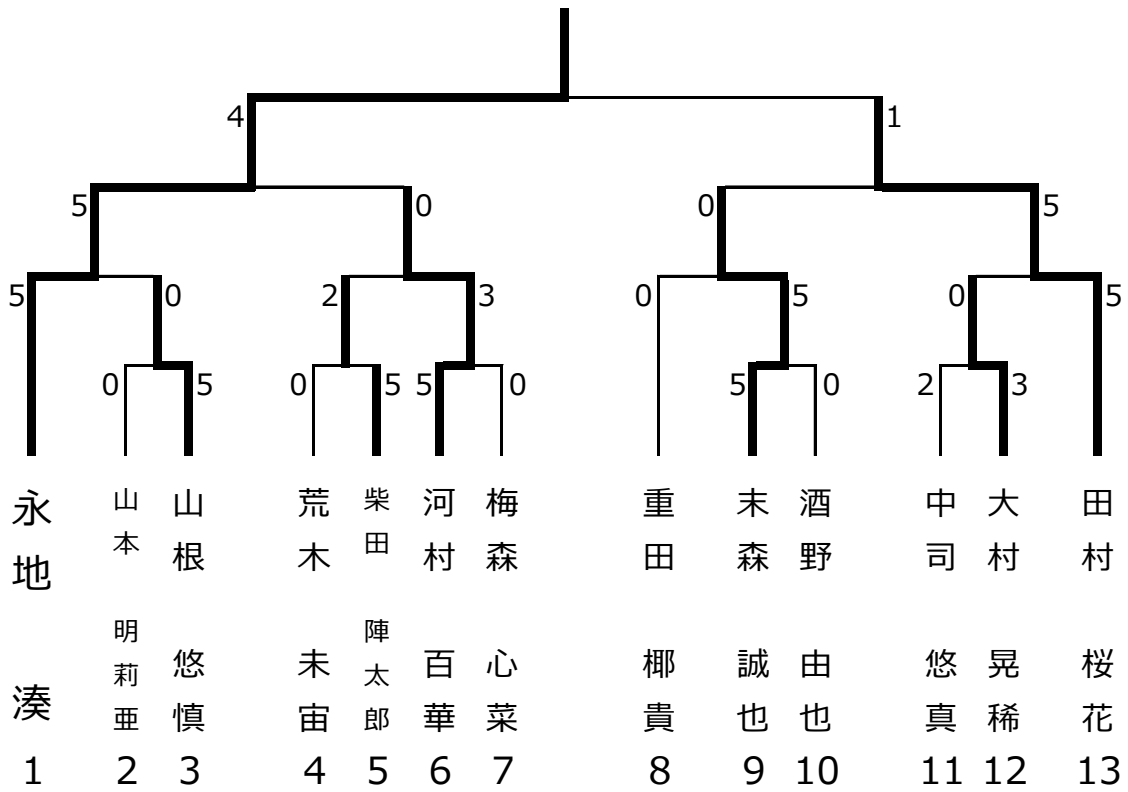 4 1
5 0 0 5
5 0 2 3 0 5 0 5
0 5 0 5 5 0 5 0 2 3
永地 湊
山本 明莉亜
山根 悠慎
荒木 未宙
柴田 陣太郎
河村 百華
梅森 心菜
重田 椰貴
末森 誠也
酒野 由也
中司 悠真
大村 晃稀
田村 桜花
1 2 3 4 5 6 7 8 9 10 11 12 13